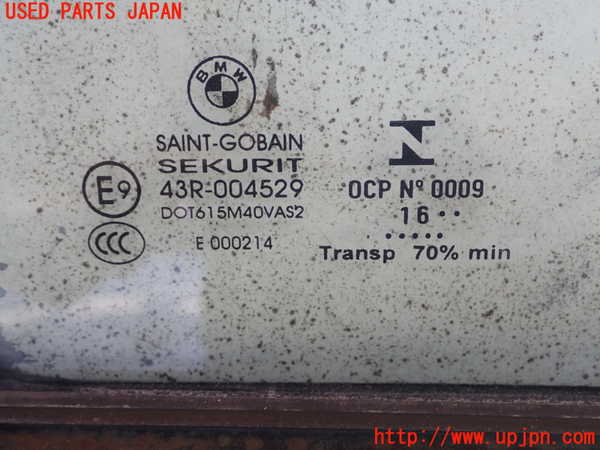 USED PARTS JAPAN
BMW
SAINT-GOBAIN
SEKURIT
E9
43R-004529
DOT615M40VAS2
CCC
E 000214
N
OCP Nº 0009
16 ··
·····
Transp 70% min
http://www.upjpn.com/